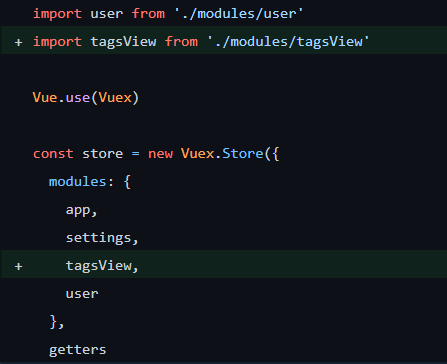 import user from './modules/user'
+ import tagsView from './modules/tagsView'
Vue.use(Vuex)
const store = new Vuex.Store({
modules: {
app,
settings,
+ tagsView,
user
},
getters